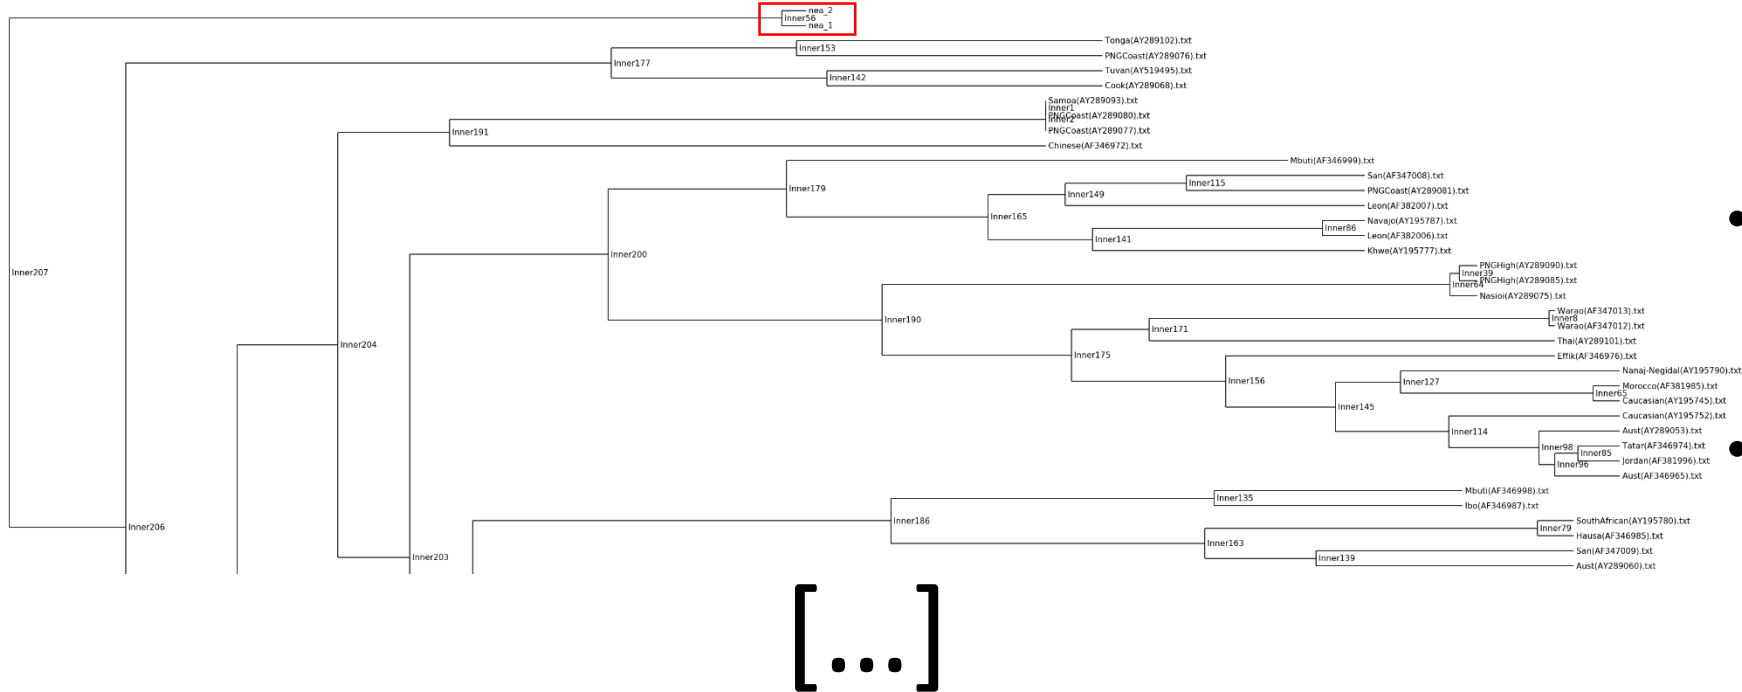 nea_2
Inner56
nea_1
Tonga(AY289102).txt
Inner153
PNGCoast(AY289076).txt
Inner177
Tuvan(AY519495).txt
Inner142
Cook(AY289068).txt
Samoa(AY289093).txt
Inner1
PNGCoast(AY289080).txt
Inner2
PNGCoast(AY289077).txt
Inner191
Chinese(AF346972).txt
Mbuti(AF346999).txt
San(AF347008).txt
Inner115
Inner179
PNGCoast(AY289081).txt
Inner149
Leon(AF382007).txt
Inner165
Navajo(AY195787).txt
Inner86
Leon(AF382006).txt
Inner141
Khwe(AY195777).txt
Inner200
PNGHigh(AY289090).txt
Inner39
Inner207
PNGHigh(AY289085).txt
Inner64
Nasioi(AY289075).txt
Warao(AF347013).txt
Inner8
Inner190
Warao(AF347012).txt
Inner171
Thai(AY289101).txt
Inner204
Inner175
Effik(AF346976).txt
Nanaj-Negidal(AY195790).txt
Inner156
Inner127
Morocco(AF381985).txt
Inner65
Caucasian(AY195745).txt
Inner145
Caucasian(AY195752).txt
Inner114
Aust(AY289053).txt
Inner98
Tatar(AF346974).txt
Inner85
Jordan(AF381996).txt
Inner96
Aust(AF346965).txt
Mbuti(AF346998).txt
Inner135
Ibo(AF346987).txt
Inner186
SouthAfrican(AY195780).txt
Inner206
Inner79
Hausa(AF346985).txt
Inner163
San(AF347009).txt
Inner203
Inner139
Aust(AY289060).txt
[...]